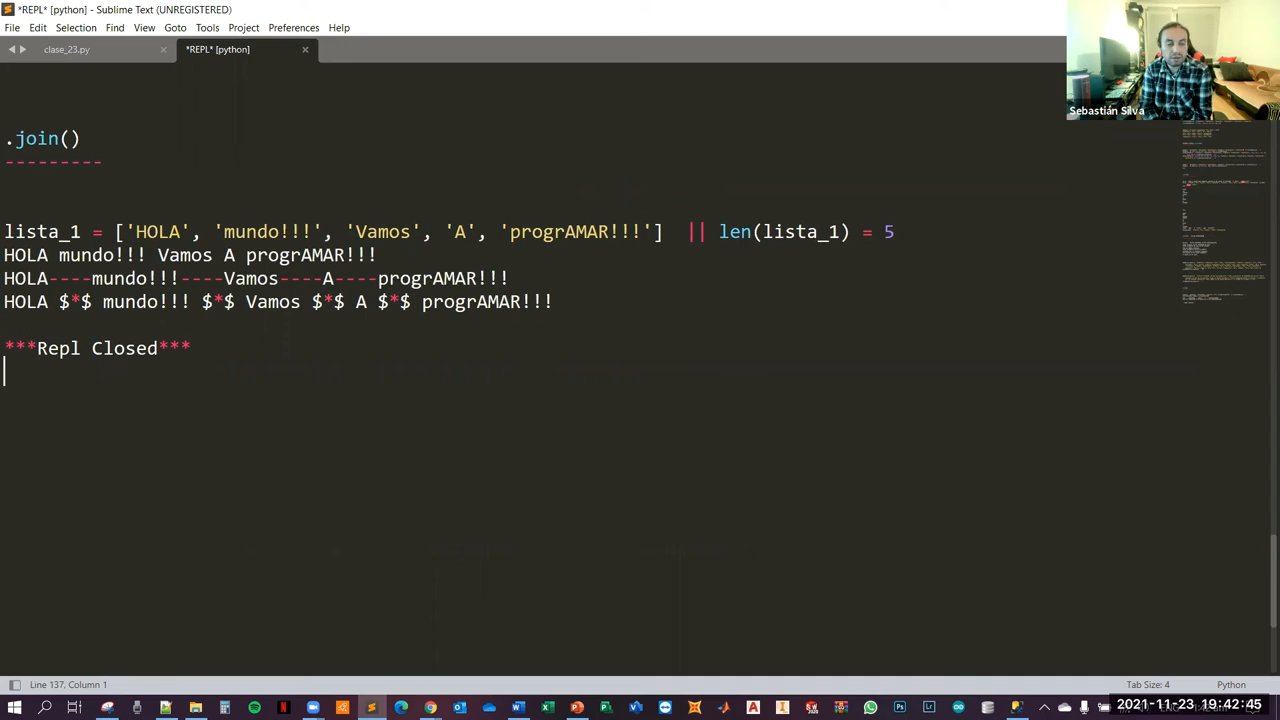 *REPL* [python] - Sublime Text (UNREGISTERED)
File Edit Selection Find View Goto Tools Project Preferences Help
clase_23.py × *REPL* [python] ×
Sebastián Silva
.join()
---------
lista_1 = ['HOLA', 'mundo!!!', 'Vamos', 'A', 'progrAMAR!!!'] || len(lista_1) = 5
HOLA mundo!!! Vamos A progrAMAR!!!
HOLA----mundo!!!----Vamos----A----progrAMAR!!!
HOLA $*$ mundo!!! $*$ Vamos $*$ A $*$ progrAMAR!!!
***Repl Closed***
Line 137, Column 1
Tab Size: 4 Python
2021-11-23 19:42:45